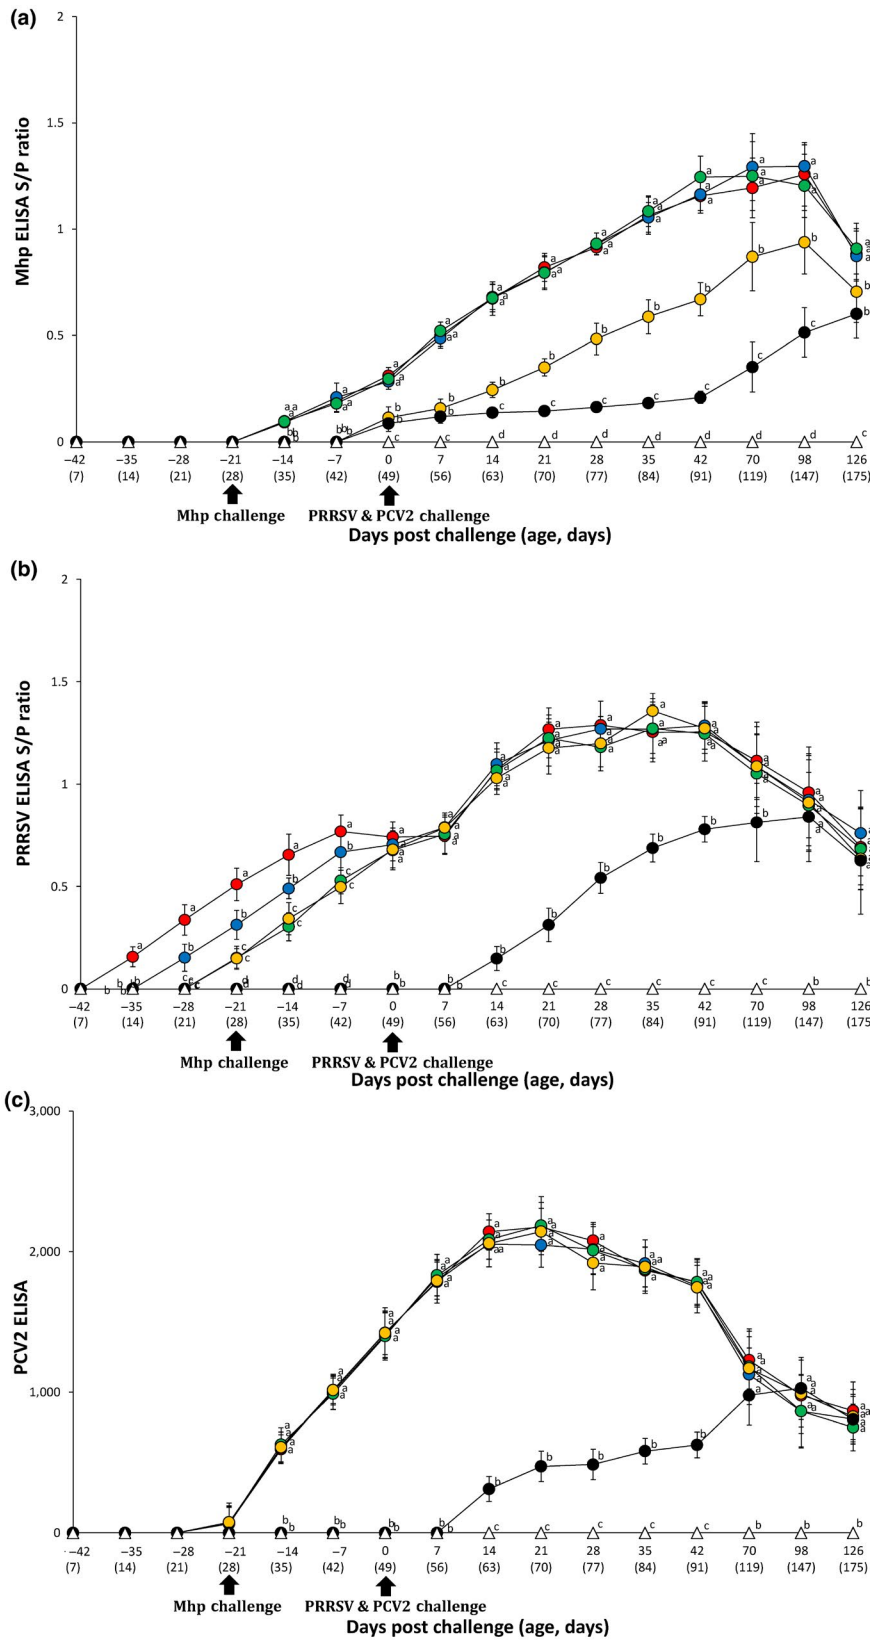 (a)
Mhp ELISA S/P ratio
2
1.5
1
0.5
0
−42 −35 −28 −21 −14 −7 0 7 14 21 28 35 42 70 98 126
(7) (14) (21) (28) (35) (42) (49) (56) (63) (70) (77) (84) (91) (119) (147) (175)
Mhp challenge PRRSV & PCV2 challenge
Days post challenge (age, days)
(b)
PRRSV ELISA S/P ratio
2
1.5
1
0.5
0
−42 −35 −28 −21 −14 −7 0 7 14 21 28 35 42 70 98 126
(7) (14) (21) (28) (35) (42) (49) (56) (63) (70) (77) (84) (91) (119) (147) (175)
Mhp challenge PRRSV & PCV2 challenge
Days post challenge (age, days)
(c)
PCV2 ELISA
3,000
2,000
1,000
0
−42 −35 −28 −21 −14 −7 0 7 14 21 28 35 42 70 98 126
(7) (14) (21) (28) (35) (42) (49) (56) (63) (70) (77) (84) (91) (119) (147) (175)
Mhp challenge PRRSV & PCV2 challenge
Days post challenge (age, days)